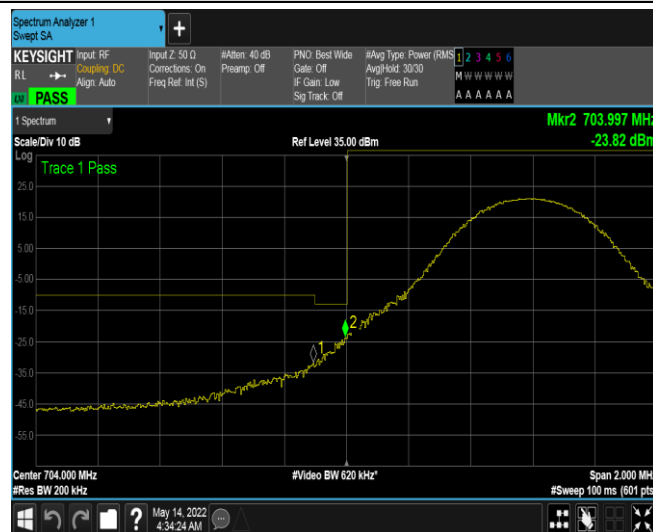 Spectrum Analyzer 1
Swept SA
+
KEYSIGHT
RL
PASS
Input: RF
Coupling: DC
Align: Auto
Input Z: 50 Ω
Corrections: On
Freq Ref: Int (S)
#Atten: 40 dB
Preamp: Off
PNO: Best Wide
Gate: Off
IF Gain: Low
Sig Track: Off
#Avg Type: Power (RMS
Avg|Hold: 30/30
Trig: Free Run
1 2 3 4 5 6
M W W W W W
A A A A A A
1 Spectrum
Mkr2 703.997 MHz
Scale/Div 10 dB
Ref Level 35.00 dBm
-23.82 dBm
Log
Trace 1 Pass
25.0
15.0
5.00
-5.00
-15.0
2
-25.0
1
-35.0
-45.0
-55.0
Center 704.000 MHz
#Video BW 620 kHz*
Span 2.000 MHz
#Res BW 200 kHz
#Sweep 100 ms (601 pts
?
May 14, 2022
4:34:24 AM